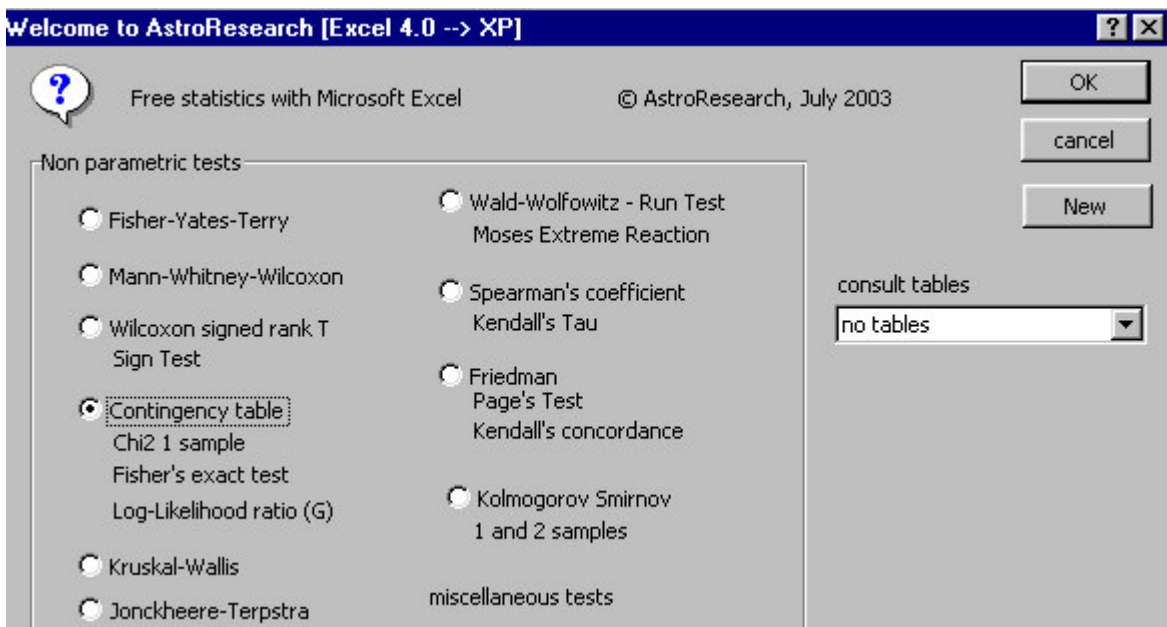 Welcome to AstroResearch [Excel 4.0 --> XP]
? X
?
Free statistics with Microsoft Excel
© AstroResearch, July 2003
OK
cancel
New
Non parametric tests
Fisher-Yates-Terry
Mann-Whitney-Wilcoxon
Wilcoxon signed rank T
Sign Test
Contingency table
Chi2 1 sample
Fisher's exact test
Log-Likelihood ratio (G)
Kruskal-Wallis
Jonckheere-Terpstra
Wald-Wolfowitz - Run Test
Moses Extreme Reaction
Spearman's coefficient
Kendall's Tau
Friedman
Page's Test
Kendall's concordance
Kolmogorov Smirnov
1 and 2 samples
miscellaneous tests
consult tables
no tables